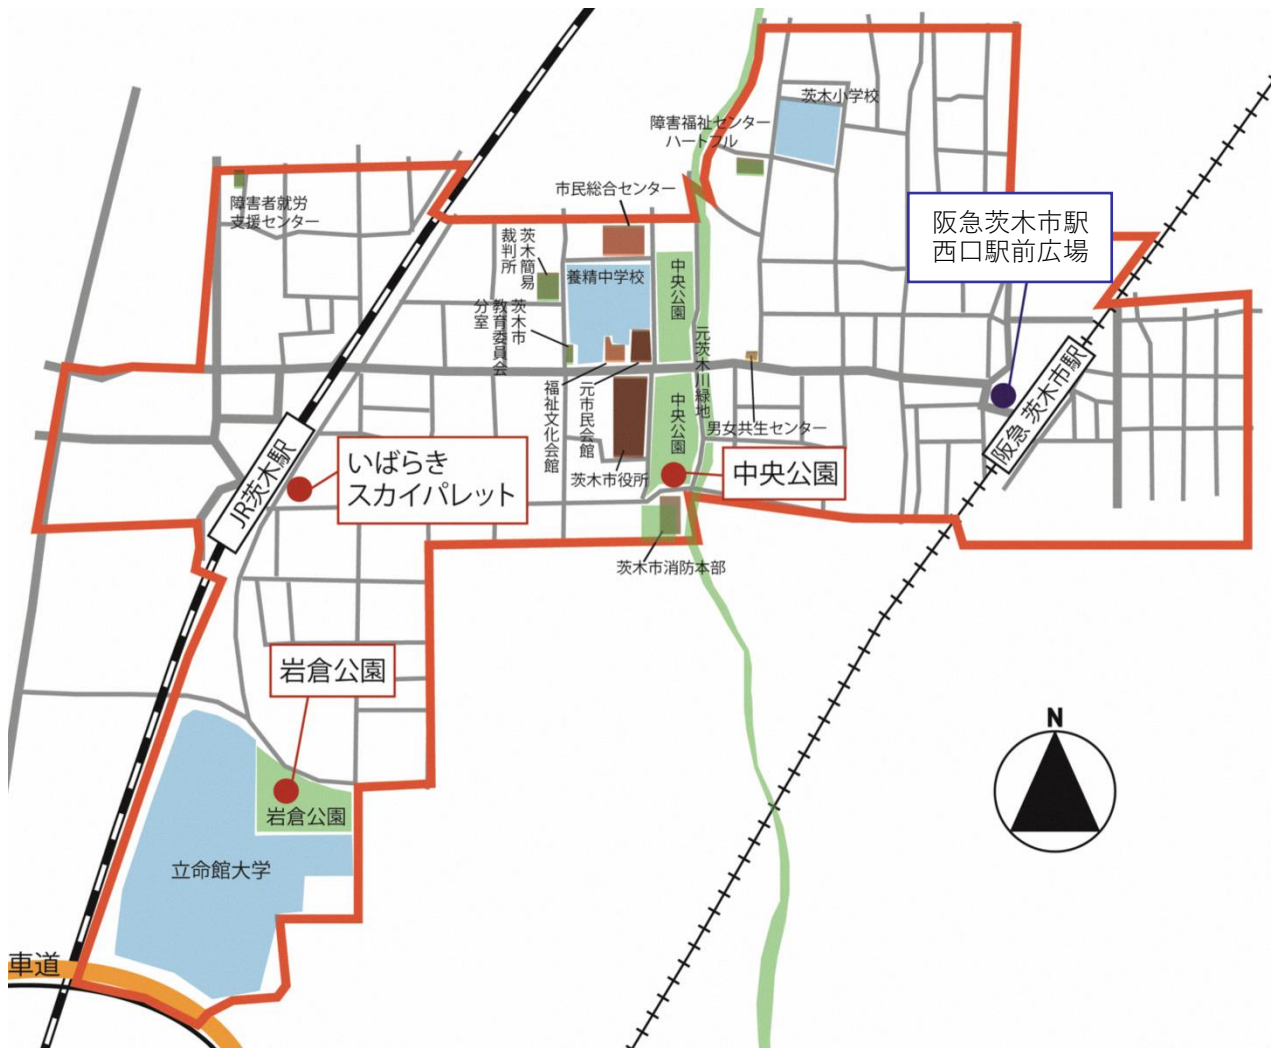 茨木小学校
障害福祉センター
ハートフル
市民総合センター
障害者就労
支援センター
阪急茨木市駅
西口駅前広場
茨木簡易
裁判所
養精中学校
中央公園
茨木市
教育委員会
分室
元茨木川緑地
福祉文化会館
元市民会館
中央公園
男女共生センター
阪急 茨木市駅
JR茨木駅
いばらき
スカイパレット
茨木市役所
中央公園
茨木市消防本部
岩倉公園
N
岩倉公園
立命館大学
車道